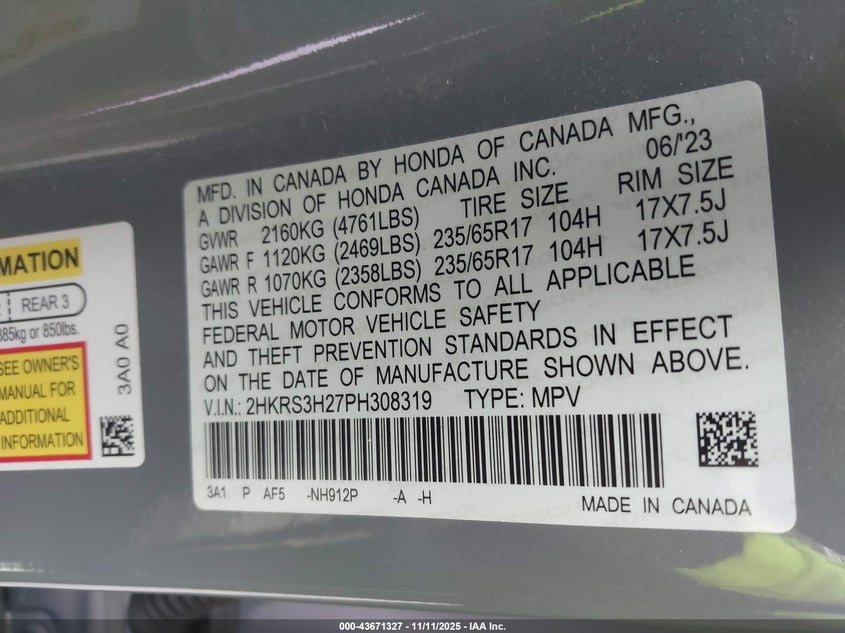 MFD. IN CANADA BY HONDA OF CANADA MFG.,
A DIVISION OF HONDA CANADA INC. 06/'23
TIRE SIZE RIM SIZE
GVWR 2160KG (4761LBS)
GAWR F 1120KG (2469LBS) 235/65R17 104H 17X7.5J
GAWR R 1070KG (2358LBS) 235/65R17 104H 17X7.5J
THIS VEHICLE CONFORMS TO ALL APPLICABLE
FEDERAL MOTOR VEHICLE SAFETY
AND THEFT PREVENTION STANDARDS IN EFFECT
ON THE DATE OF MANUFACTURE SHOWN ABOVE.
V.I.N.: 2HKRS3H27PH308319 TYPE: MPV
3A1 P AF5 -NH912P -A -H
MADE IN CANADA
MATION
REAR 3
385kg or 850lbs.
SEE OWNER'S
MANUAL FOR
ADDITIONAL
INFORMATION
3A0 A0
000-43671327 - 11/11/2025 - IAA Inc.